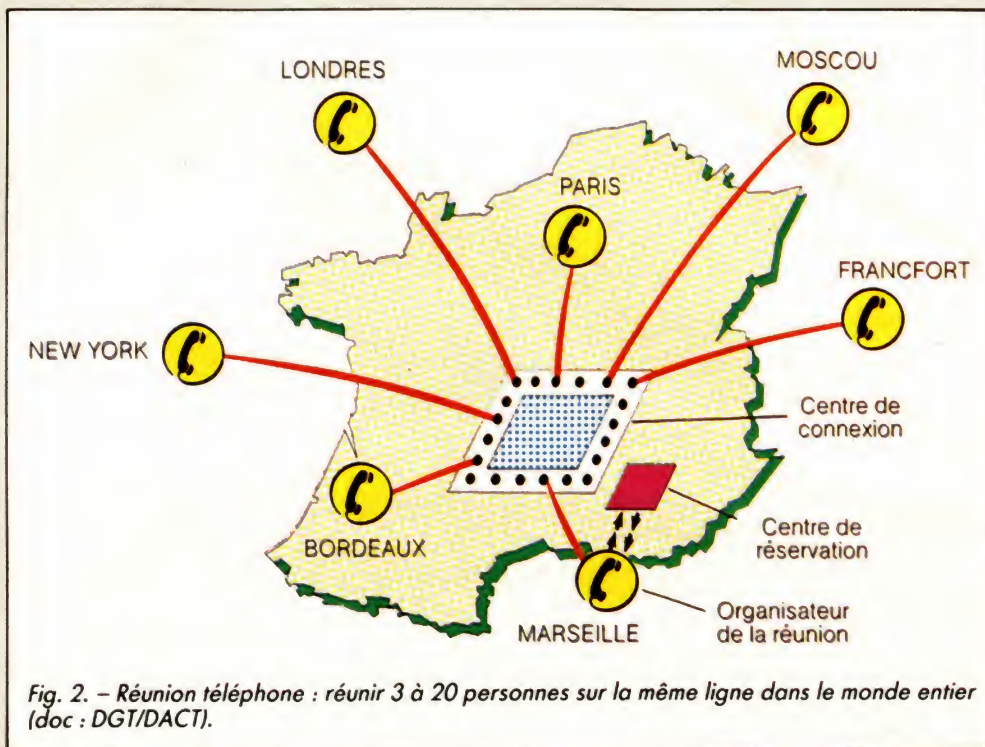 LONDRES
MOSCOU
PARIS
FRANCFORT
NEW YORK
Centre de
connexion
BORDEAUX
Centre de
réservation
MARSEILLE
Organisateur
de la réunion
Fig. 2. – Réunion téléphone : réunir 3 à 20 personnes sur la même ligne dans le monde entier
(doc : DGT/DACT).